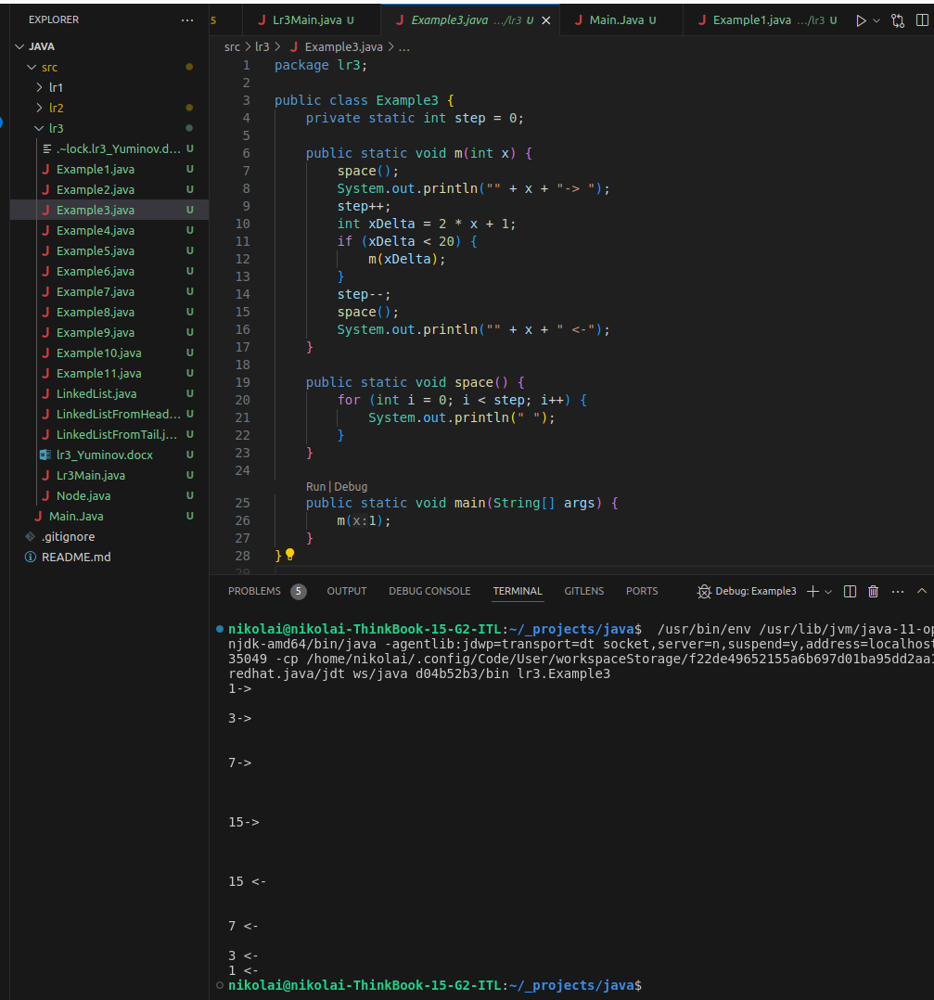 EXPLORER ...
JAVA
src
lr1
lr2
lr3
.~lock.lr3_Yuminov.d... U
Example1.java U
Example2.java U
Example3.java U
Example4.java U
Example5.java U
Example6.java U
Example7.java U
Example8.java U
Example9.java U
Example10.java U
Example11.java U
LinkedList.java U
LinkedListFromHead... U
LinkedListFromTail.j... U
lr3_Yuminov.docx U
Lr3Main.java U
Node.java U
Main.Java U
.gitignore
README.md
5 Lr3Main.java U Example3.java .../lr3 U Main.Java U Example1.java .../lr3 U
src > lr3 > Example3.java > ...
1 package lr3;
2
3 public class Example3 {
4 private static int step = 0;
5
6 public static void m(int x) {
7 space();
8 System.out.println("" + x + "-> ");
9 step++;
10 int xDelta = 2 * x + 1;
11 if (xDelta < 20) {
12 m(xDelta);
13 }
14 step--;
15 space();
16 System.out.println("" + x + " <-");
17 }
18
19 public static void space() {
20 for (int i = 0; i < step; i++) {
21 System.out.println(" ");
22 }
23 }
24
Run | Debug
25 public static void main(String[] args) {
26 m(x:1);
27 }
28 }
29
PROBLEMS 5 OUTPUT DEBUG CONSOLE TERMINAL GITLENS PORTS Debug: Example3
nikolai@nikolai-ThinkBook-15-G2-ITL:~/_projects/java$ /usr/bin/env /usr/lib/jvm/java-11-op
njdk-amd64/bin/java -agentlib:jdwp=transport=dt socket,server=n,suspend=y,address=localhost
35049 -cp /home/nikolai/.config/Code/User/workspaceStorage/f22de49652155a6b697d01ba95dd2aa1
redhat.java/jdt ws/java d04b52b3/bin lr3.Example3
1->
3->
7->
15->
15 <-
7 <-
3 <-
1 <-
nikolai@nikolai-ThinkBook-15-G2-ITL:~/_projects/java$